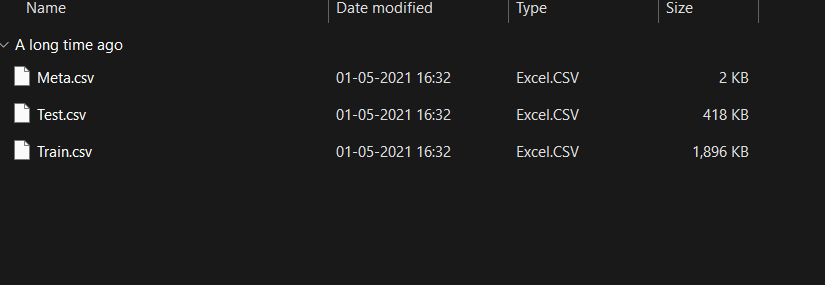 Name Date modified Type Size
A long time ago
Meta.csv 01-05-2021 16:32 Excel.CSV 2 KB
Test.csv 01-05-2021 16:32 Excel.CSV 418 KB
Train.csv 01-05-2021 16:32 Excel.CSV 1,896 KB